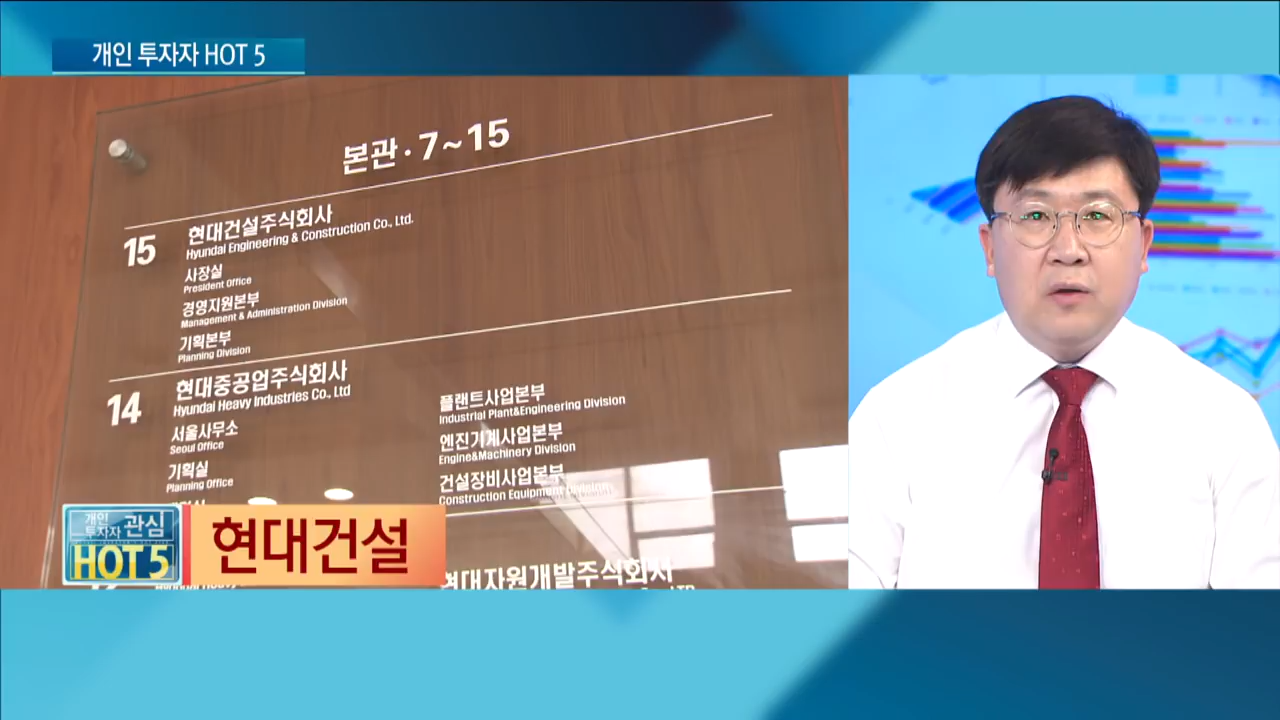 개인 투자자 HOT 5
본관 · 7~15
15
현대건설주식회사
Hyundai Engineering & Construction Co., Ltd.
사장실
President Office
경영지원본부
Management & Administration Division
기획본부
Planning Division
14
현대중공업주식회사
Hyundai Heavy Industries Co., Ltd
서울사무소
Seoul Office
기획실
Planning Office
플랜트사업본부
Industrial Plant&Engineering Division
엔진기계사업본부
Engine&Machinery Division
건설장비사업본부
Construction Equipment Division
현대자원개발주식회사
개인
투자자 관심
HOT 5
현대건설